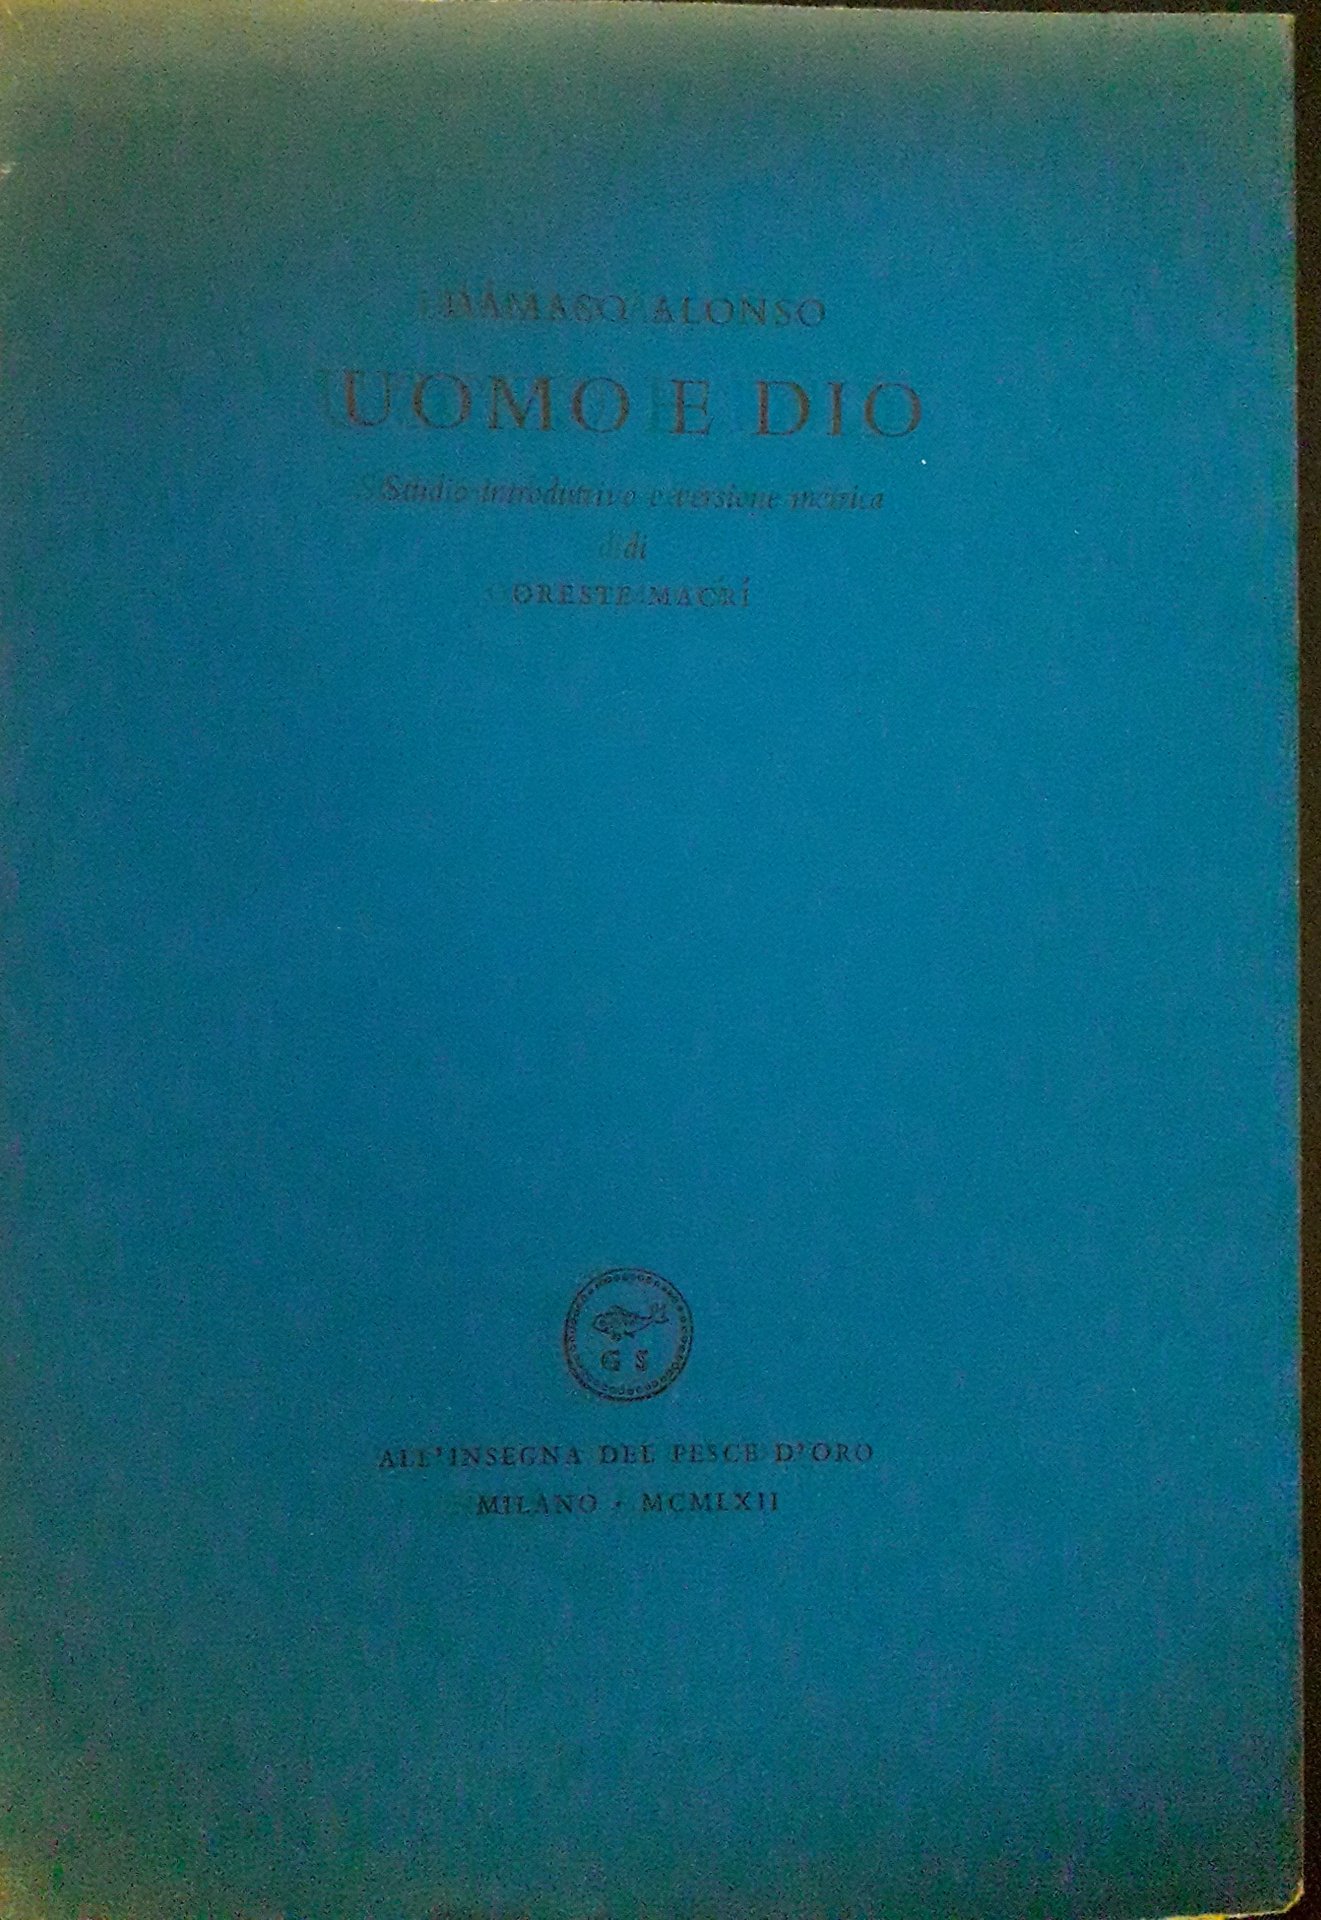 DÁMASO ALONSO
UOMO E DIO
Studio introduttivo e versione metrica
di
ORESTE MACRÍ
G S
ALL'INSEGNA DEL PESCE D'ORO
MILANO · MCMLXII